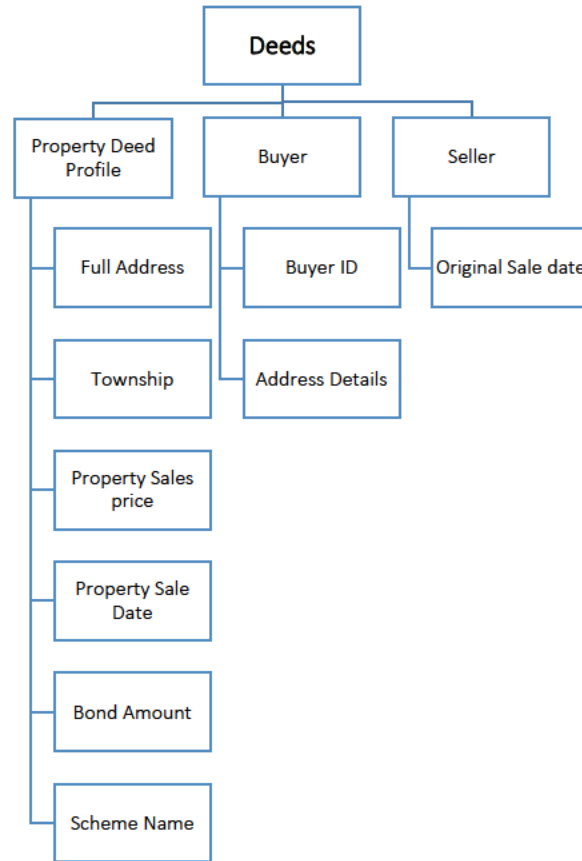 Deeds
Property Deed
Profile
Buyer
Seller
Full Address
Buyer ID
Original Sale date
Township
Address Details
Property Sales
price
Property Sale
Date
Bond Amount
Scheme Name